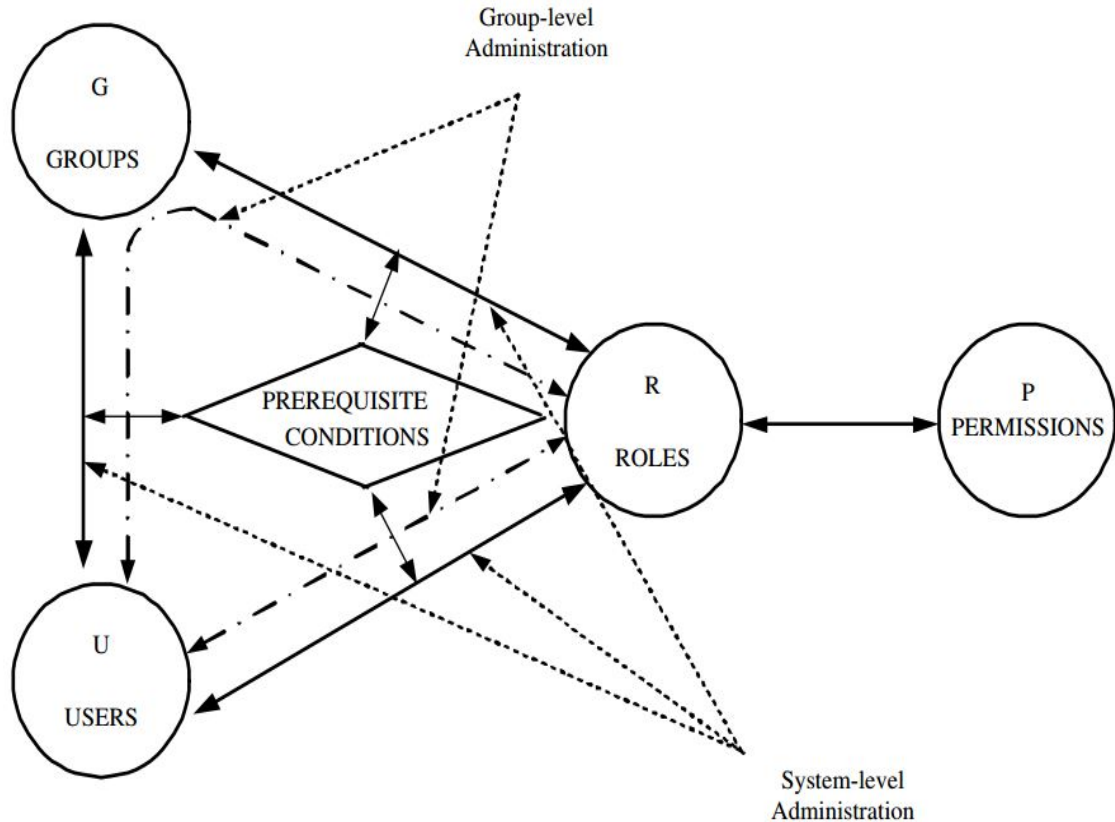 Group-level
Administration
G
GROUPS
PREREQUISITE
CONDITIONS
R
ROLES
P
PERMISSIONS
U
USERS
System-level
Administration